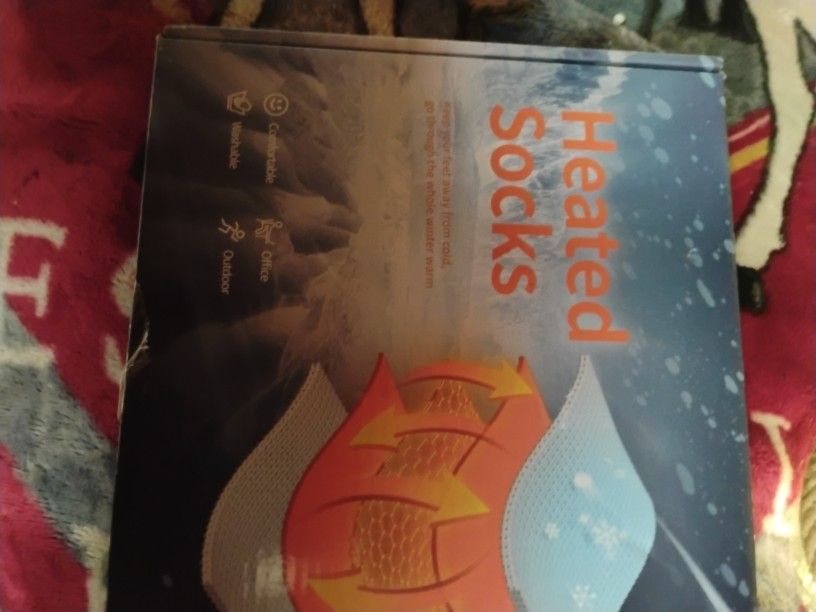 Heated
Socks
Keep your feet away from cold,
go through the whole winter warm
Comfortable
Office
Washable
Outdoor